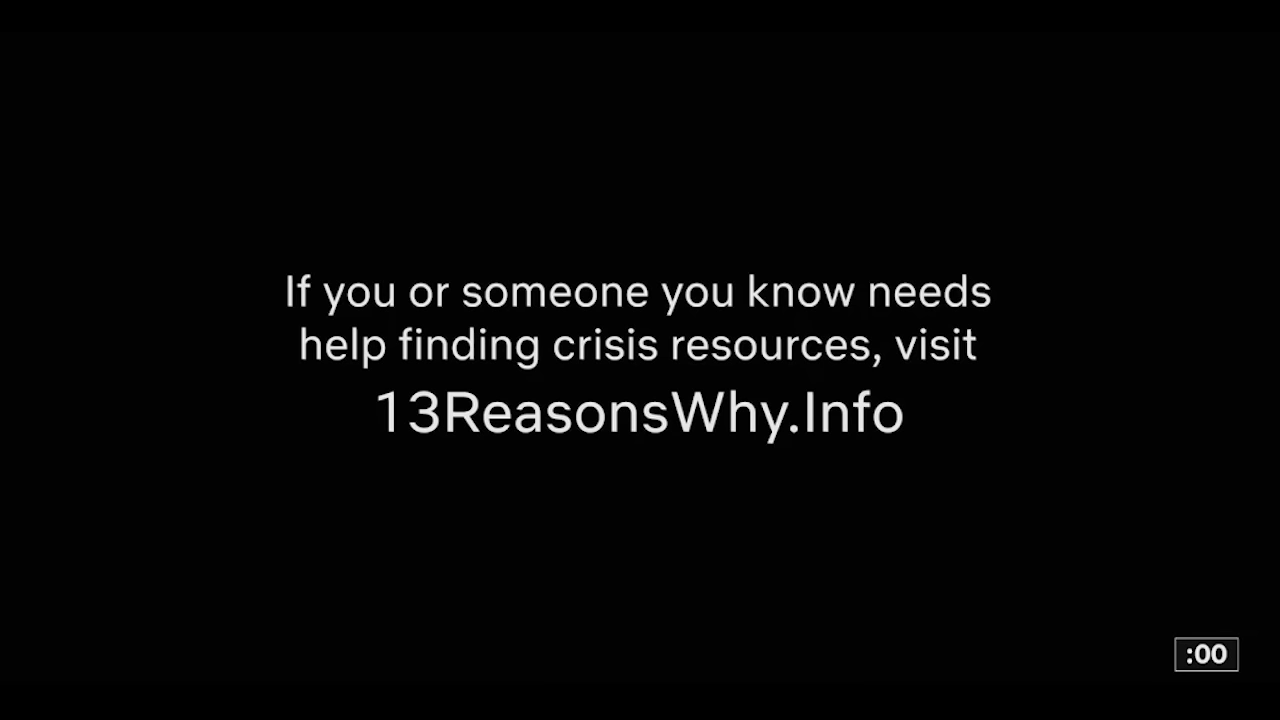 If you or someone you know needs
help finding crisis resources, visit
13ReasonsWhy.Info
:00